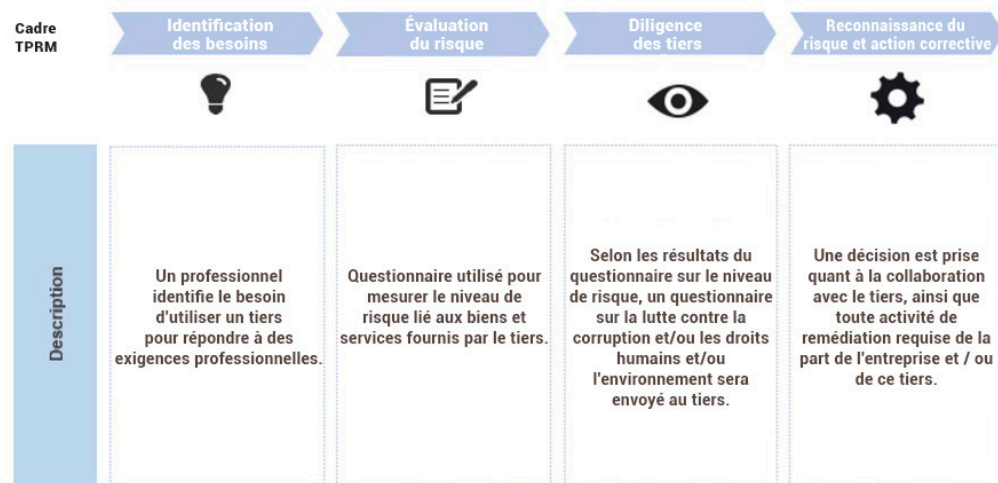 Cadre
TPRM
Identification
des besoins
Évaluation
du risque
Diligence
des tiers
Reconnaissance du
risque et action corrective
Description
Un professionnel
identifie le besoin
d'utiliser un tiers
pour répondre à des
exigences professionnelles.
Questionnaire utilisé pour
mesurer le niveau de
risque lié aux biens et
services fournis par le tiers.
Selon les résultats du
questionnaire sur le niveau
de risque, un questionnaire
sur la lutte contre la
corruption et/ou les droits
humains et/ou
l'environnement sera
envoyé au tiers.
Une décision est prise
quant à la collaboration
avec le tiers, ainsi que
toute activité de
remédiation requise de la
part de l'entreprise et / ou
de ce tiers.